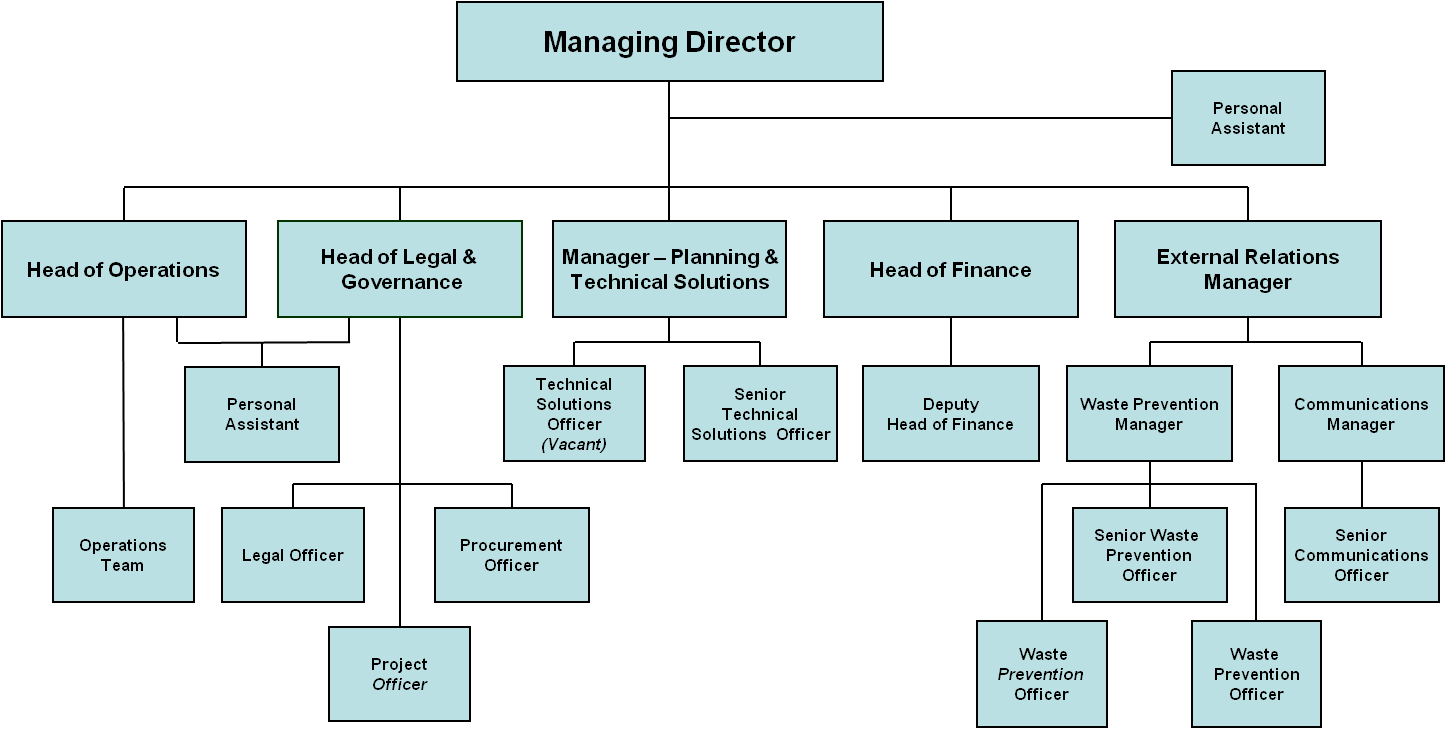 Managing Director
Personal
Assistant
Head of Operations
Head of Legal &
Governance
Manager – Planning &
Technical Solutions
Head of Finance
External Relations
Manager
Personal
Assistant
Technical
Solutions
Officer
(Vacant)
Senior
Technical
Solutions Officer
Deputy
Head of Finance
Waste Prevention
Manager
Communications
Manager
Operations
Team
Legal Officer
Procurement
Officer
Senior Waste
Prevention
Officer
Senior
Communications
Officer
Project
Officer
Waste
Prevention
Officer
Waste
Prevention
Officer